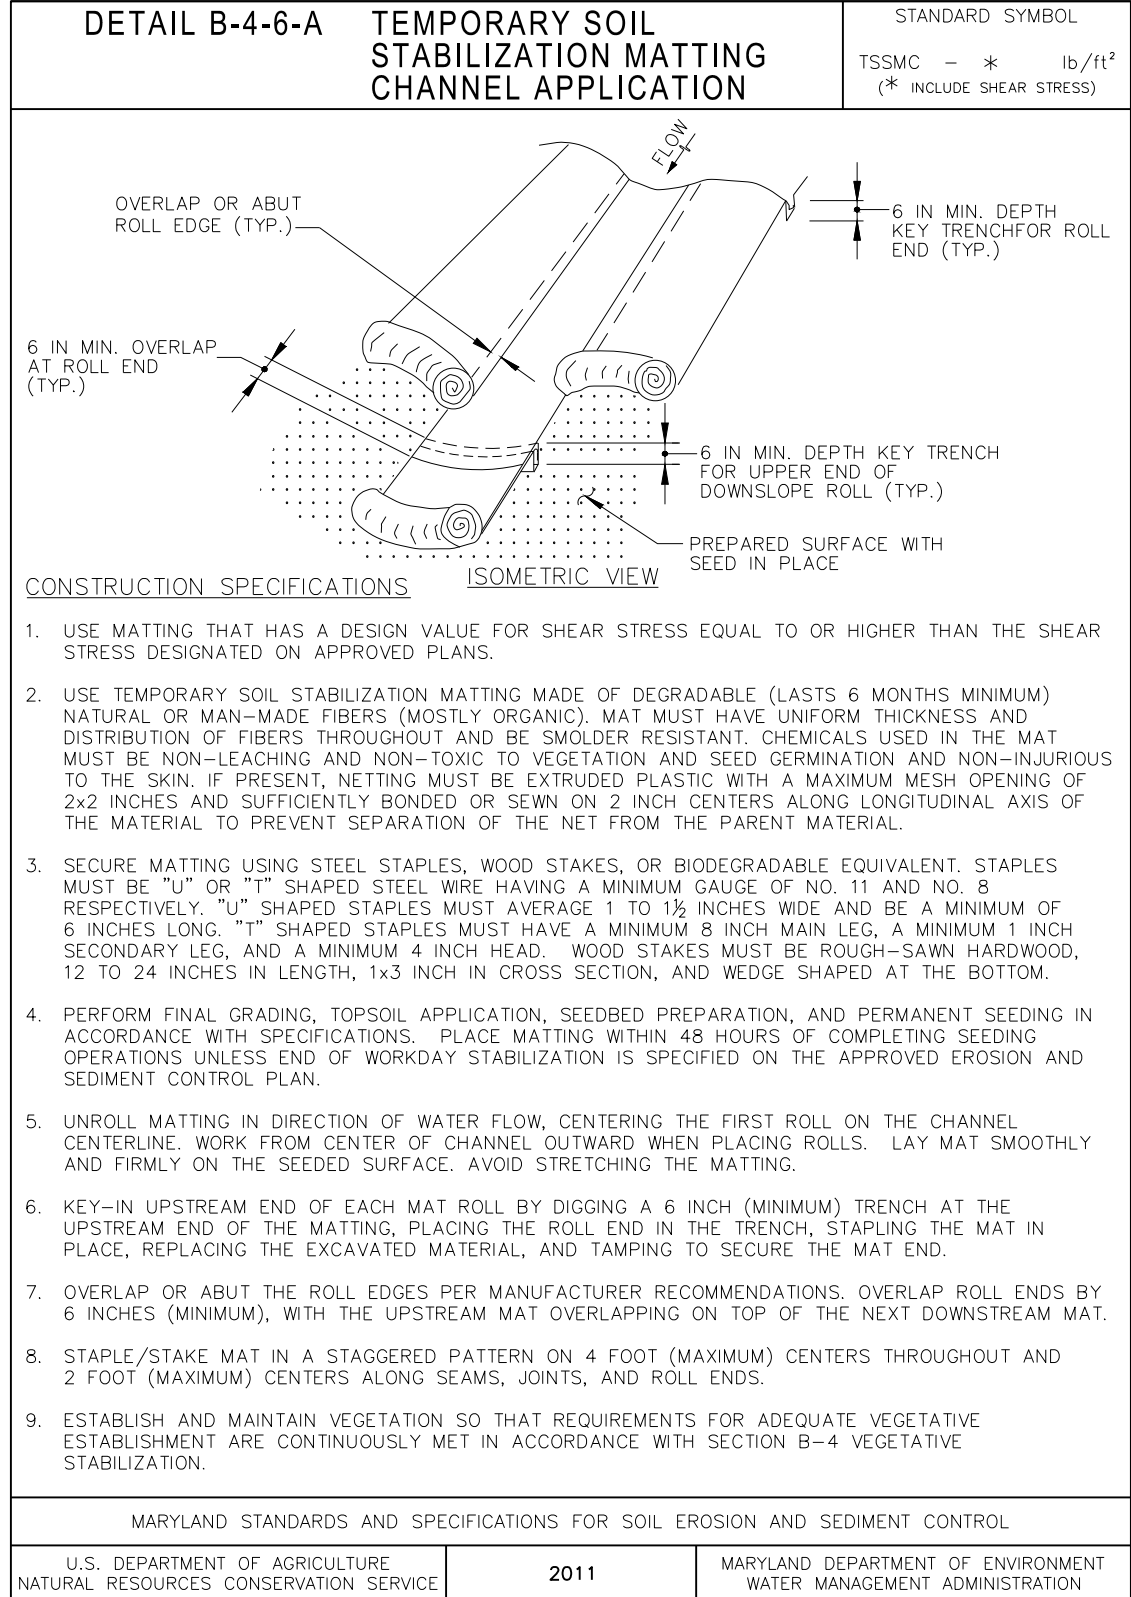 DETAIL B-4-6-A TEMPORARY SOIL
STABILIZATION MATTING
CHANNEL APPLICATION
STANDARD SYMBOL
TSSMC - * lb/ft²
(* INCLUDE SHEAR STRESS)
FLOW
OVERLAP OR ABUT
ROLL EDGE (TYP.)
6 IN MIN. DEPTH
KEY TRENCHFOR ROLL
END (TYP.)
6 IN MIN. OVERLAP
AT ROLL END
(TYP.)
6 IN MIN. DEPTH KEY TRENCH
FOR UPPER END OF
DOWNSLOPE ROLL (TYP.)
PREPARED SURFACE WITH
SEED IN PLACE
ISOMETRIC VIEW
CONSTRUCTION SPECIFICATIONS
1. USE MATTING THAT HAS A DESIGN VALUE FOR SHEAR STRESS EQUAL TO OR HIGHER THAN THE SHEAR
STRESS DESIGNATED ON APPROVED PLANS.
2. USE TEMPORARY SOIL STABILIZATION MATTING MADE OF DEGRADABLE (LASTS 6 MONTHS MINIMUM)
NATURAL OR MAN-MADE FIBERS (MOSTLY ORGANIC). MAT MUST HAVE UNIFORM THICKNESS AND
DISTRIBUTION OF FIBERS THROUGHOUT AND BE SMOLDER RESISTANT. CHEMICALS USED IN THE MAT
MUST BE NON-LEACHING AND NON-TOXIC TO VEGETATION AND SEED GERMINATION AND NON-INJURIOUS
TO THE SKIN. IF PRESENT, NETTING MUST BE EXTRUDED PLASTIC WITH A MAXIMUM MESH OPENING OF
2x2 INCHES AND SUFFICIENTLY BONDED OR SEWN ON 2 INCH CENTERS ALONG LONGITUDINAL AXIS OF
THE MATERIAL TO PREVENT SEPARATION OF THE NET FROM THE PARENT MATERIAL.
3. SECURE MATTING USING STEEL STAPLES, WOOD STAKES, OR BIODEGRADABLE EQUIVALENT. STAPLES
MUST BE "U" OR "T" SHAPED STEEL WIRE HAVING A MINIMUM GAUGE OF NO. 11 AND NO. 8
RESPECTIVELY. "U" SHAPED STAPLES MUST AVERAGE 1 TO 1½ INCHES WIDE AND BE A MINIMUM OF
6 INCHES LONG. "T" SHAPED STAPLES MUST HAVE A MINIMUM 8 INCH MAIN LEG, A MINIMUM 1 INCH
SECONDARY LEG, AND A MINIMUM 4 INCH HEAD. WOOD STAKES MUST BE ROUGH-SAWN HARDWOOD,
12 TO 24 INCHES IN LENGTH, 1x3 INCH IN CROSS SECTION, AND WEDGE SHAPED AT THE BOTTOM.
4. PERFORM FINAL GRADING, TOPSOIL APPLICATION, SEEDBED PREPARATION, AND PERMANENT SEEDING IN
ACCORDANCE WITH SPECIFICATIONS. PLACE MATTING WITHIN 48 HOURS OF COMPLETING SEEDING
OPERATIONS UNLESS END OF WORKDAY STABILIZATION IS SPECIFIED ON THE APPROVED EROSION AND
SEDIMENT CONTROL PLAN.
5. UNROLL MATTING IN DIRECTION OF WATER FLOW, CENTERING THE FIRST ROLL ON THE CHANNEL
CENTERLINE. WORK FROM CENTER OF CHANNEL OUTWARD WHEN PLACING ROLLS. LAY MAT SMOOTHLY
AND FIRMLY ON THE SEEDED SURFACE. AVOID STRETCHING THE MATTING.
6. KEY-IN UPSTREAM END OF EACH MAT ROLL BY DIGGING A 6 INCH (MINIMUM) TRENCH AT THE
UPSTREAM END OF THE MATTING, PLACING THE ROLL END IN THE TRENCH, STAPLING THE MAT IN
PLACE, REPLACING THE EXCAVATED MATERIAL, AND TAMPING TO SECURE THE MAT END.
7. OVERLAP OR ABUT THE ROLL EDGES PER MANUFACTURER RECOMMENDATIONS. OVERLAP ROLL ENDS BY
6 INCHES (MINIMUM), WITH THE UPSTREAM MAT OVERLAPPING ON TOP OF THE NEXT DOWNSTREAM MAT.
8. STAPLE/STAKE MAT IN A STAGGERED PATTERN ON 4 FOOT (MAXIMUM) CENTERS THROUGHOUT AND
2 FOOT (MAXIMUM) CENTERS ALONG SEAMS, JOINTS, AND ROLL ENDS.
9. ESTABLISH AND MAINTAIN VEGETATION SO THAT REQUIREMENTS FOR ADEQUATE VEGETATIVE
ESTABLISHMENT ARE CONTINUOUSLY MET IN ACCORDANCE WITH SECTION B-4 VEGETATIVE
STABILIZATION.
MARYLAND STANDARDS AND SPECIFICATIONS FOR SOIL EROSION AND SEDIMENT CONTROL
U.S. DEPARTMENT OF AGRICULTURE
NATURAL RESOURCES CONSERVATION SERVICE
2011
MARYLAND DEPARTMENT OF ENVIRONMENT
WATER MANAGEMENT ADMINISTRATION